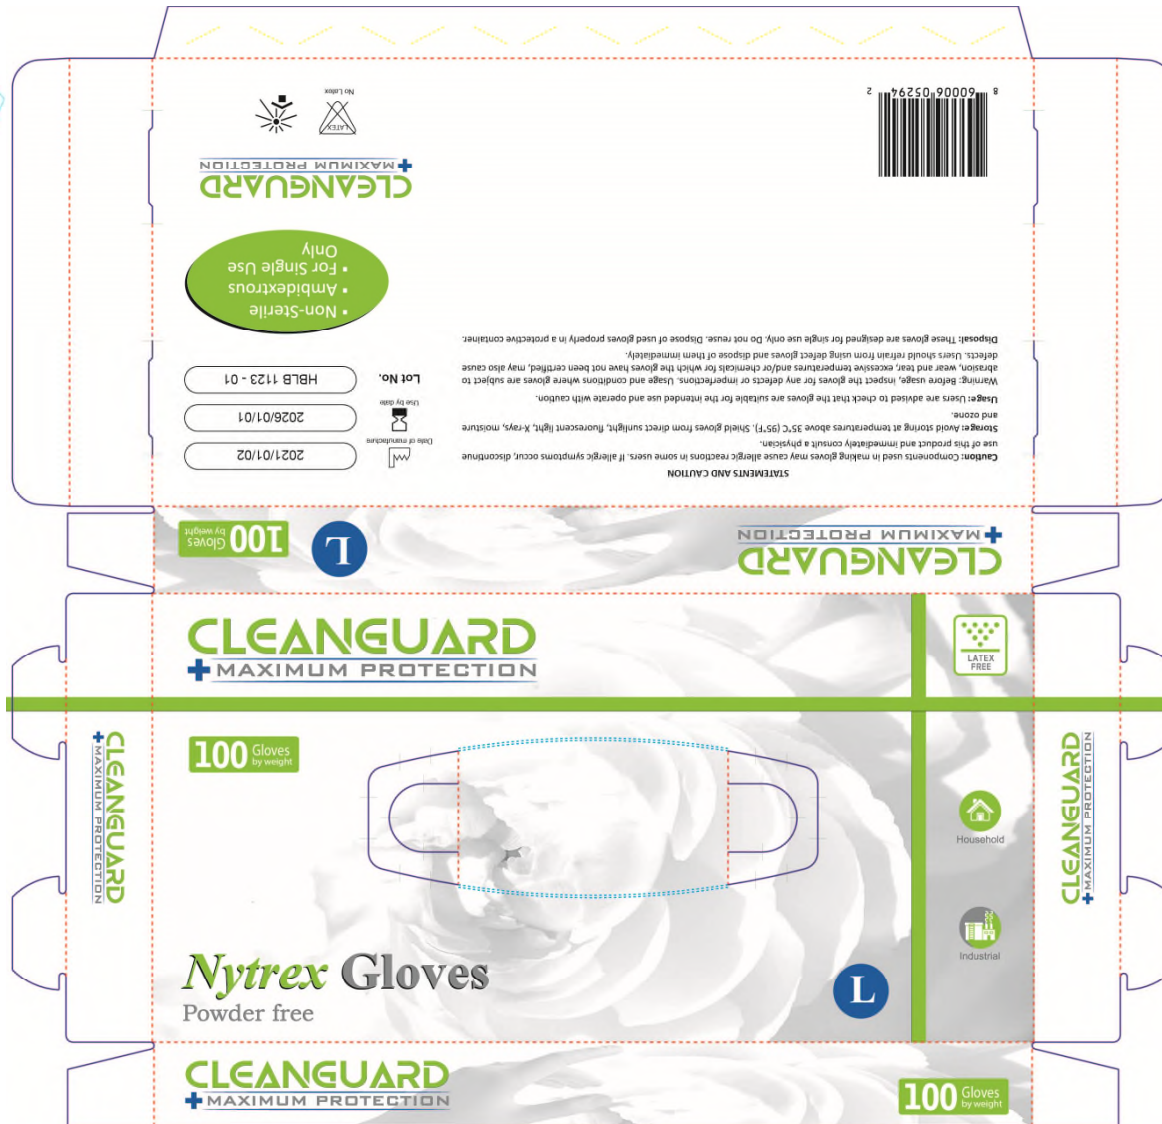 8 60006 05294 2
LATEX
No Latex
CLEANGUARD
MAXIMUM PROTECTION
• Non-Sterile
• Ambidextrous
• For Single Use
Only
STATEMENTS AND CAUTION
Caution: Components used in making gloves may cause allergic reactions in some users. If allergic symptoms occur, discontinue
use of this product and immediately consult a physician.
Storage: Avoid storing at temperatures above 35°C (95°F). Shield gloves from direct sunlight, fluorescent light, X-rays, moisture
and ozone.
Usage: Users are advised to check that the gloves are suitable for the intended use and operate with caution.
Warning: Before usage, inspect the gloves for any defects or imperfections. Usage and conditions where gloves are subject to
abrasion, wear and tear, excessive temperatures and/or chemicals for which the gloves have not been certified, may also cause
defects. Users should refrain from using defect gloves and dispose of them immediately.
Disposal: These gloves are designed for single use only. Do not reuse. Dispose of used gloves properly in a protective container.
Date of manufacture
2021/01/02
Use by date
2026/01/01
Lot No.
HBLB 1123 - 01
CLEANGUARD
MAXIMUM PROTECTION
L
100 Gloves
by weight
CLEANGUARD
MAXIMUM PROTECTION
LATEX
FREE
CLEANGUARD
MAXIMUM PROTECTION
100 Gloves
by weight
Household
Industrial
CLEANGUARD
MAXIMUM PROTECTION
Nytrex Gloves
Powder free
L
CLEANGUARD
MAXIMUM PROTECTION
100 Gloves
by weight